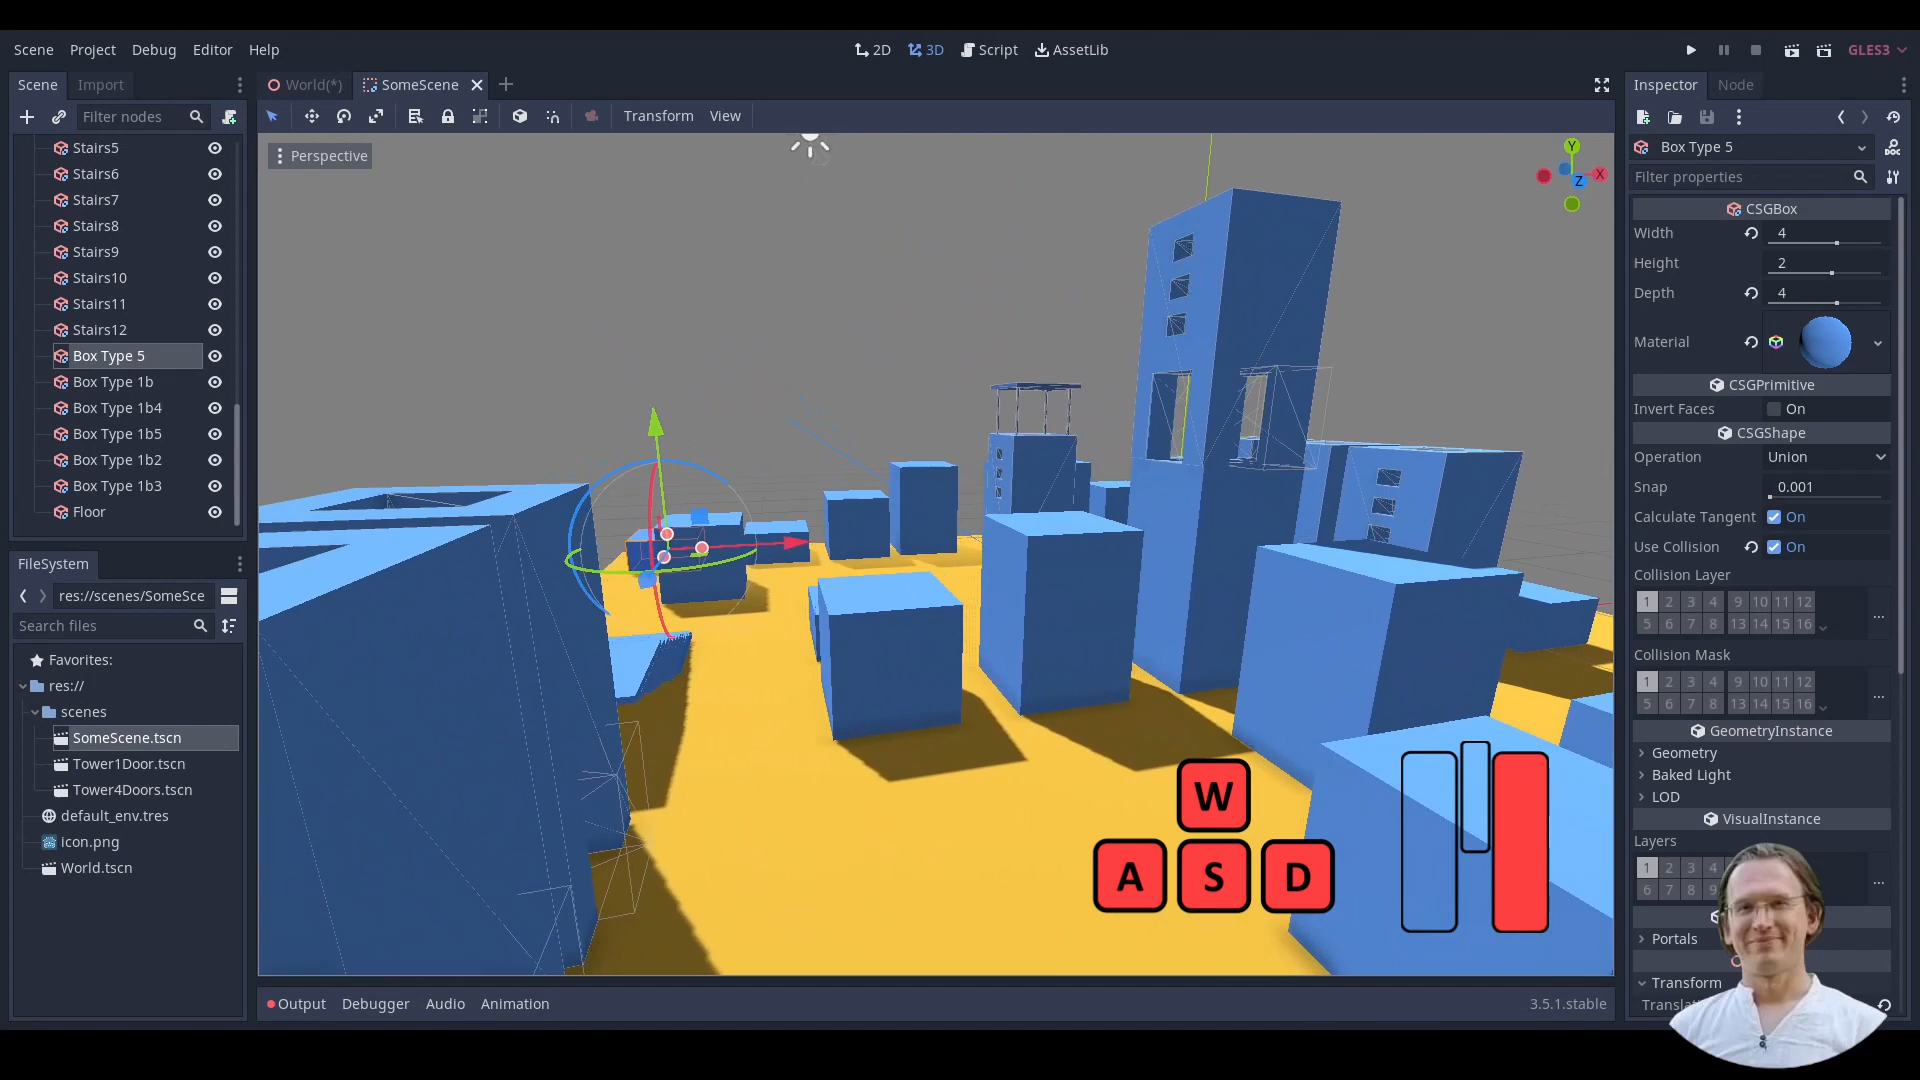 Scene Project Debug Editor Help
2D 3D Script AssetLib
GLES3
Scene Import
World(*) SomeScene
Inspector Node
Filter nodes
Transform View
Perspective
Stairs5
Stairs6
Stairs7
Stairs8
Stairs9
Stairs10
Stairs11
Stairs12
Box Type 5
Box Type 1b
Box Type 1b4
Box Type 1b5
Box Type 1b2
Box Type 1b3
Floor
FileSystem
res://scenes/SomeSce
Search files
Favorites:
res://
scenes
SomeScene.tscn
Tower1Door.tscn
Tower4Doors.tscn
default_env.tres
icon.png
World.tscn
Y
X
Z
W
A S D
Output Debugger Audio Animation
3.5.1.stable
Box Type 5
Filter properties
CSGBox
Width 4
Height 2
Depth 4
Material
CSGPrimitive
Invert Faces On
CSGShape
Operation Union
Snap 0.001
Calculate Tangent On
Use Collision On
Collision Layer
1 2 3 4 9 10 11 12
5 6 7 8 13 14 15 16
Collision Mask
1 2 3 4 9 10 11 12
5 6 7 8 13 14 15 16
GeometryInstance
Geometry
Baked Light
LOD
VisualInstance
Layers
1 2 3 4
6 7 8 9
Portals
Transform